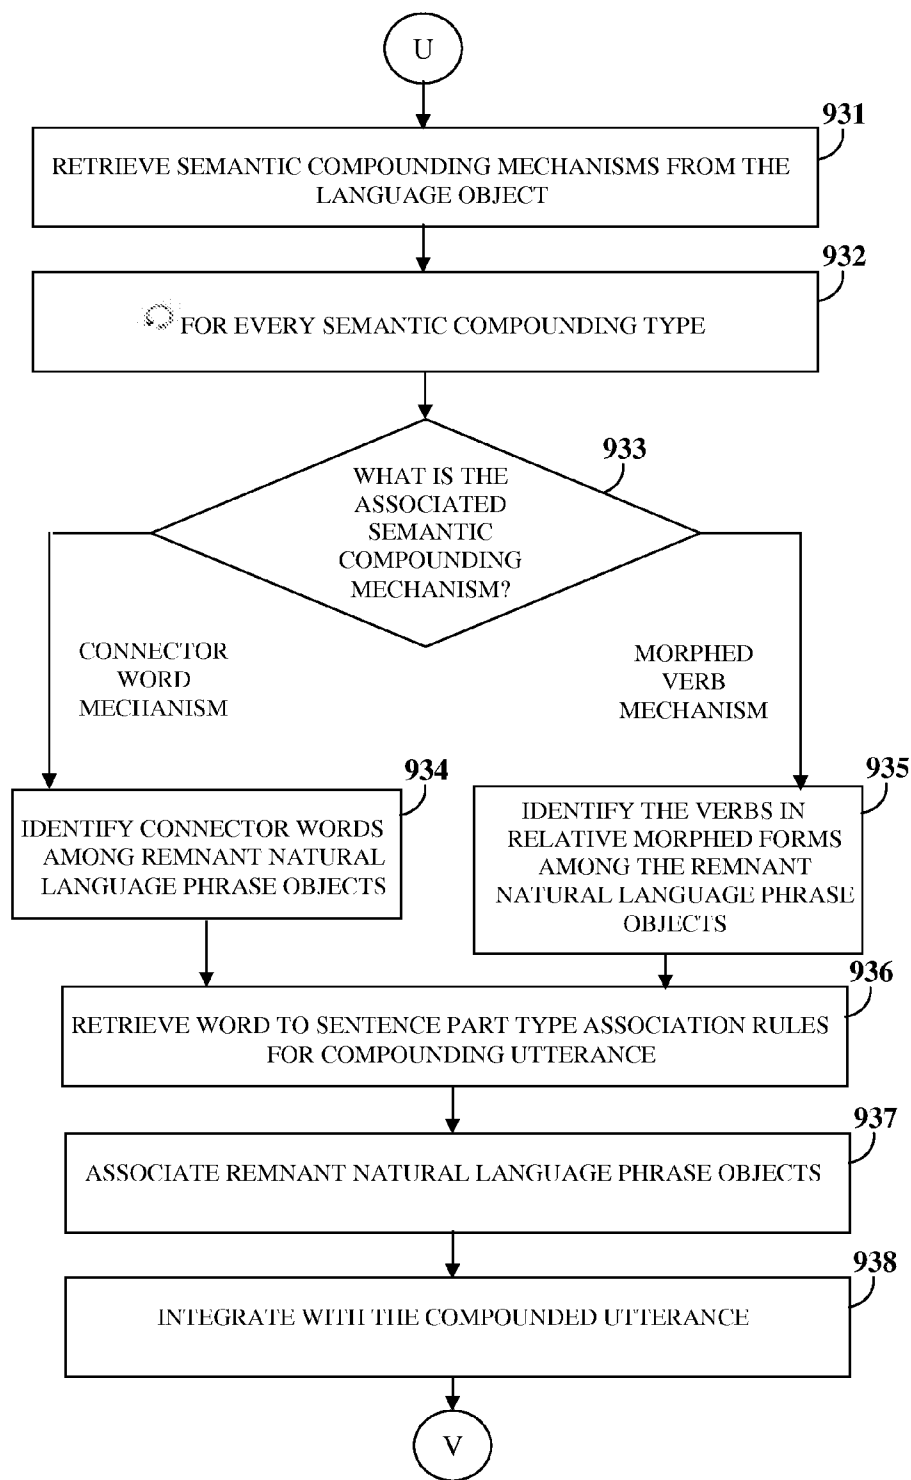 U
931
RETRIEVE SEMANTIC COMPOUNDING MECHANISMS FROM THE
LANGUAGE OBJECT
932
FOR EVERY SEMANTIC COMPOUNDING TYPE
933
WHAT IS THE
ASSOCIATED
SEMANTIC
COMPOUNDING
MECHANISM?
CONNECTOR
WORD
MECHANISM
MORPHED
VERB
MECHANISM
934
IDENTIFY CONNECTOR WORDS
AMONG REMNANT NATURAL
LANGUAGE PHRASE OBJECTS
935
IDENTIFY THE VERBS IN
RELATIVE MORPHED FORMS
AMONG THE REMNANT
NATURAL LANGUAGE PHRASE
OBJECTS
936
RETRIEVE WORD TO SENTENCE PART TYPE ASSOCIATION RULES
FOR COMPOUNDING UTTERANCE
937
ASSOCIATE REMNANT NATURAL LANGUAGE PHRASE OBJECTS
938
INTEGRATE WITH THE COMPOUNDED UTTERANCE
V